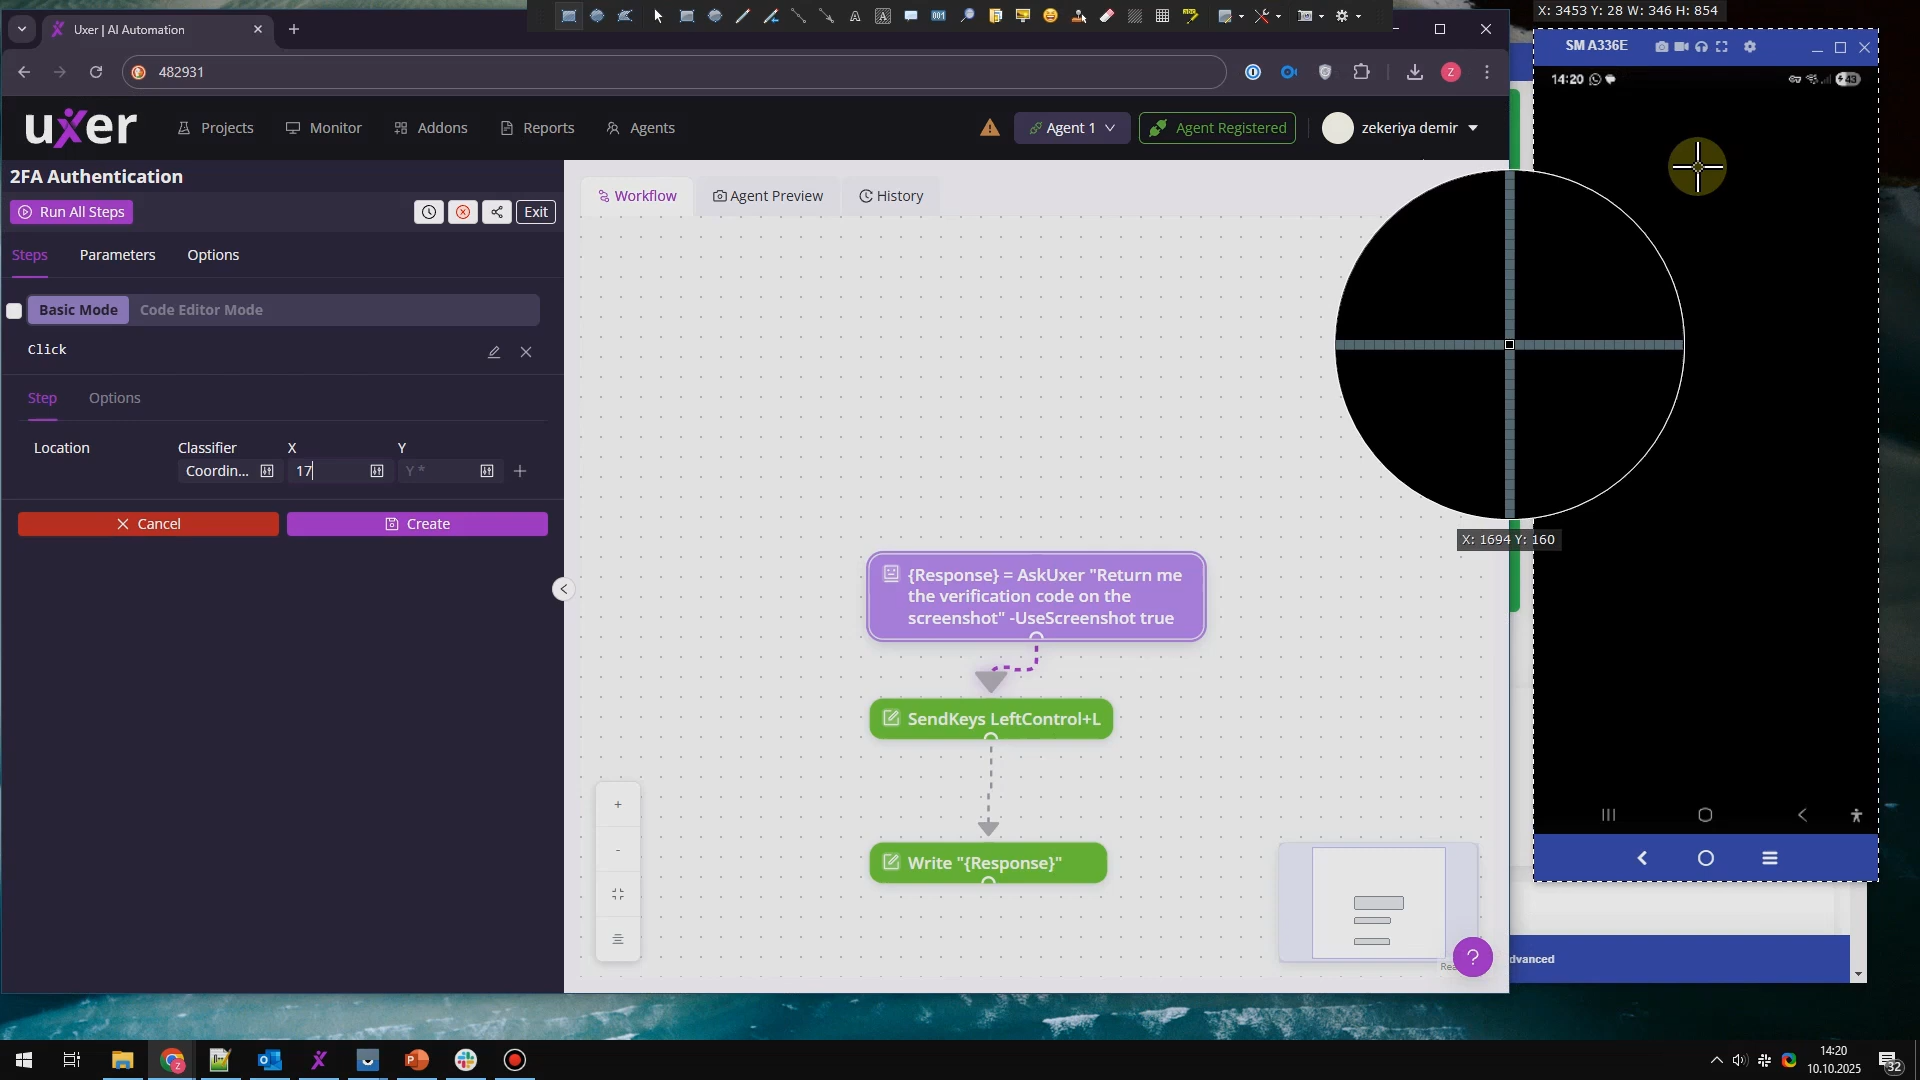 X: 3453 Y: 28 W: 346 H: 854
Uxer | AI Automation
SM A336E
482931
Z
14:20
43
uxer
Projects
Monitor
Addons
Reports
Agents
Agent 1
Agent Registered
zekeriya demir
2FA Authentication
Run All Steps
Exit
Workflow
Agent Preview
History
Steps
Parameters
Options
Basic Mode
Code Editor Mode
Click
Step
Options
Location
Classifier
X
Y
Coordin...
17
Y *
Cancel
Create
X: 1694 Y: 160
{Response} = AskUxer "Return me
the verification code on the
screenshot" -UseScreenshot true
SendKeys LeftControl+L
Write "{Response}"
+
-
?
dvanced
14:20
10.10.2025
32